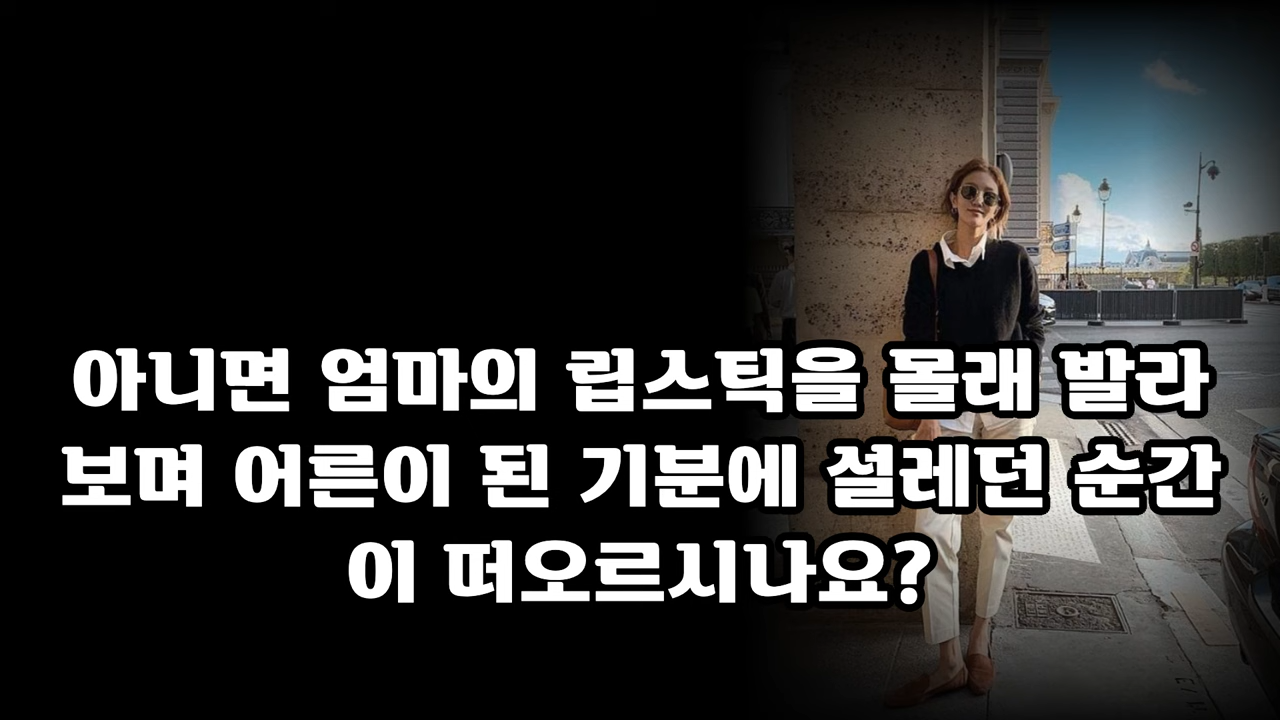 아니면 엄마의 립스틱을 몰래 발라
보며 어른이 된 기분에 설레던 순간
이 떠오르시나요?